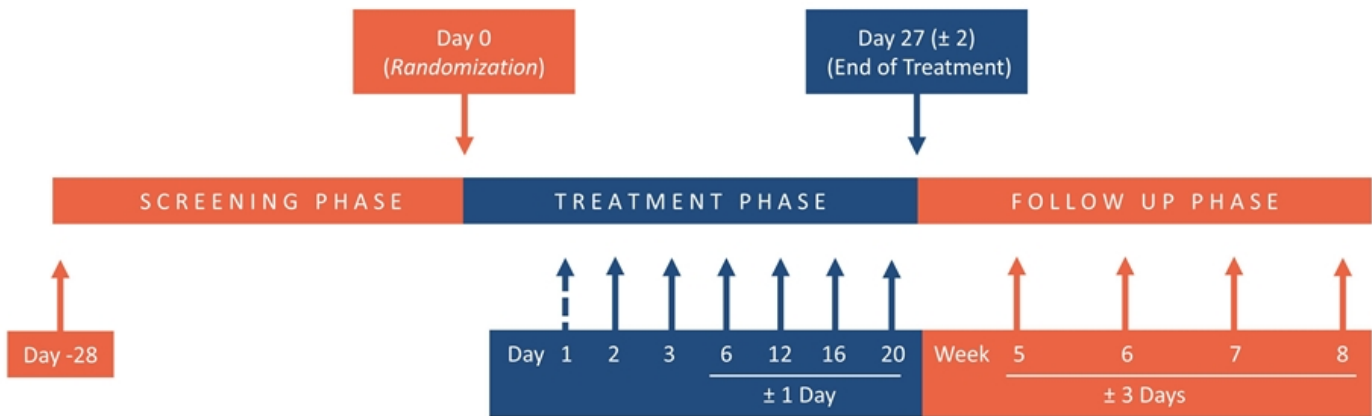 Day 0
(Randomization)
Day 27 (± 2)
(End of Treatment)
SCREENING PHASE
TREATMENT PHASE
FOLLOW UP PHASE
Day -28
Day 1 2 3 6 12 16 20
± 1 Day
Week 5 6 7 8
± 3 Days